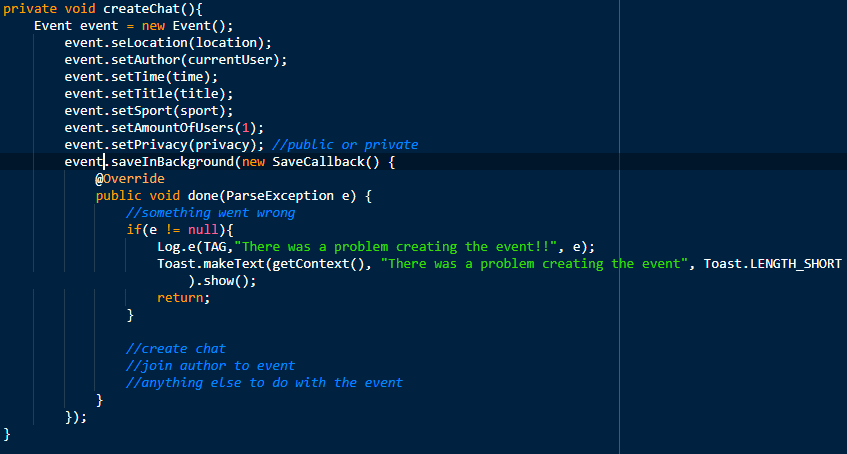 private void createChat(){
    Event event = new Event();
        event.seLocation(location);
        event.setAuthor(currentUser);
        event.setTime(time);
        event.setTitle(title);
        event.setSport(sport);
        event.setAmountOfUsers(1);
        event.setPrivacy(privacy); //public or private
        event.saveInBackground(new SaveCallback() {
            @Override
            public void done(ParseException e) {
                //something went wrong
                if(e != null){
                    Log.e(TAG,"There was a problem creating the event!!", e);
                    Toast.makeText(getContext(), "There was a problem creating the event", Toast.LENGTH_SHORT
                        ).show();
                    return;
                }
                //create chat
                //join author to event
                //anything else to do with the event
            }
        });
}